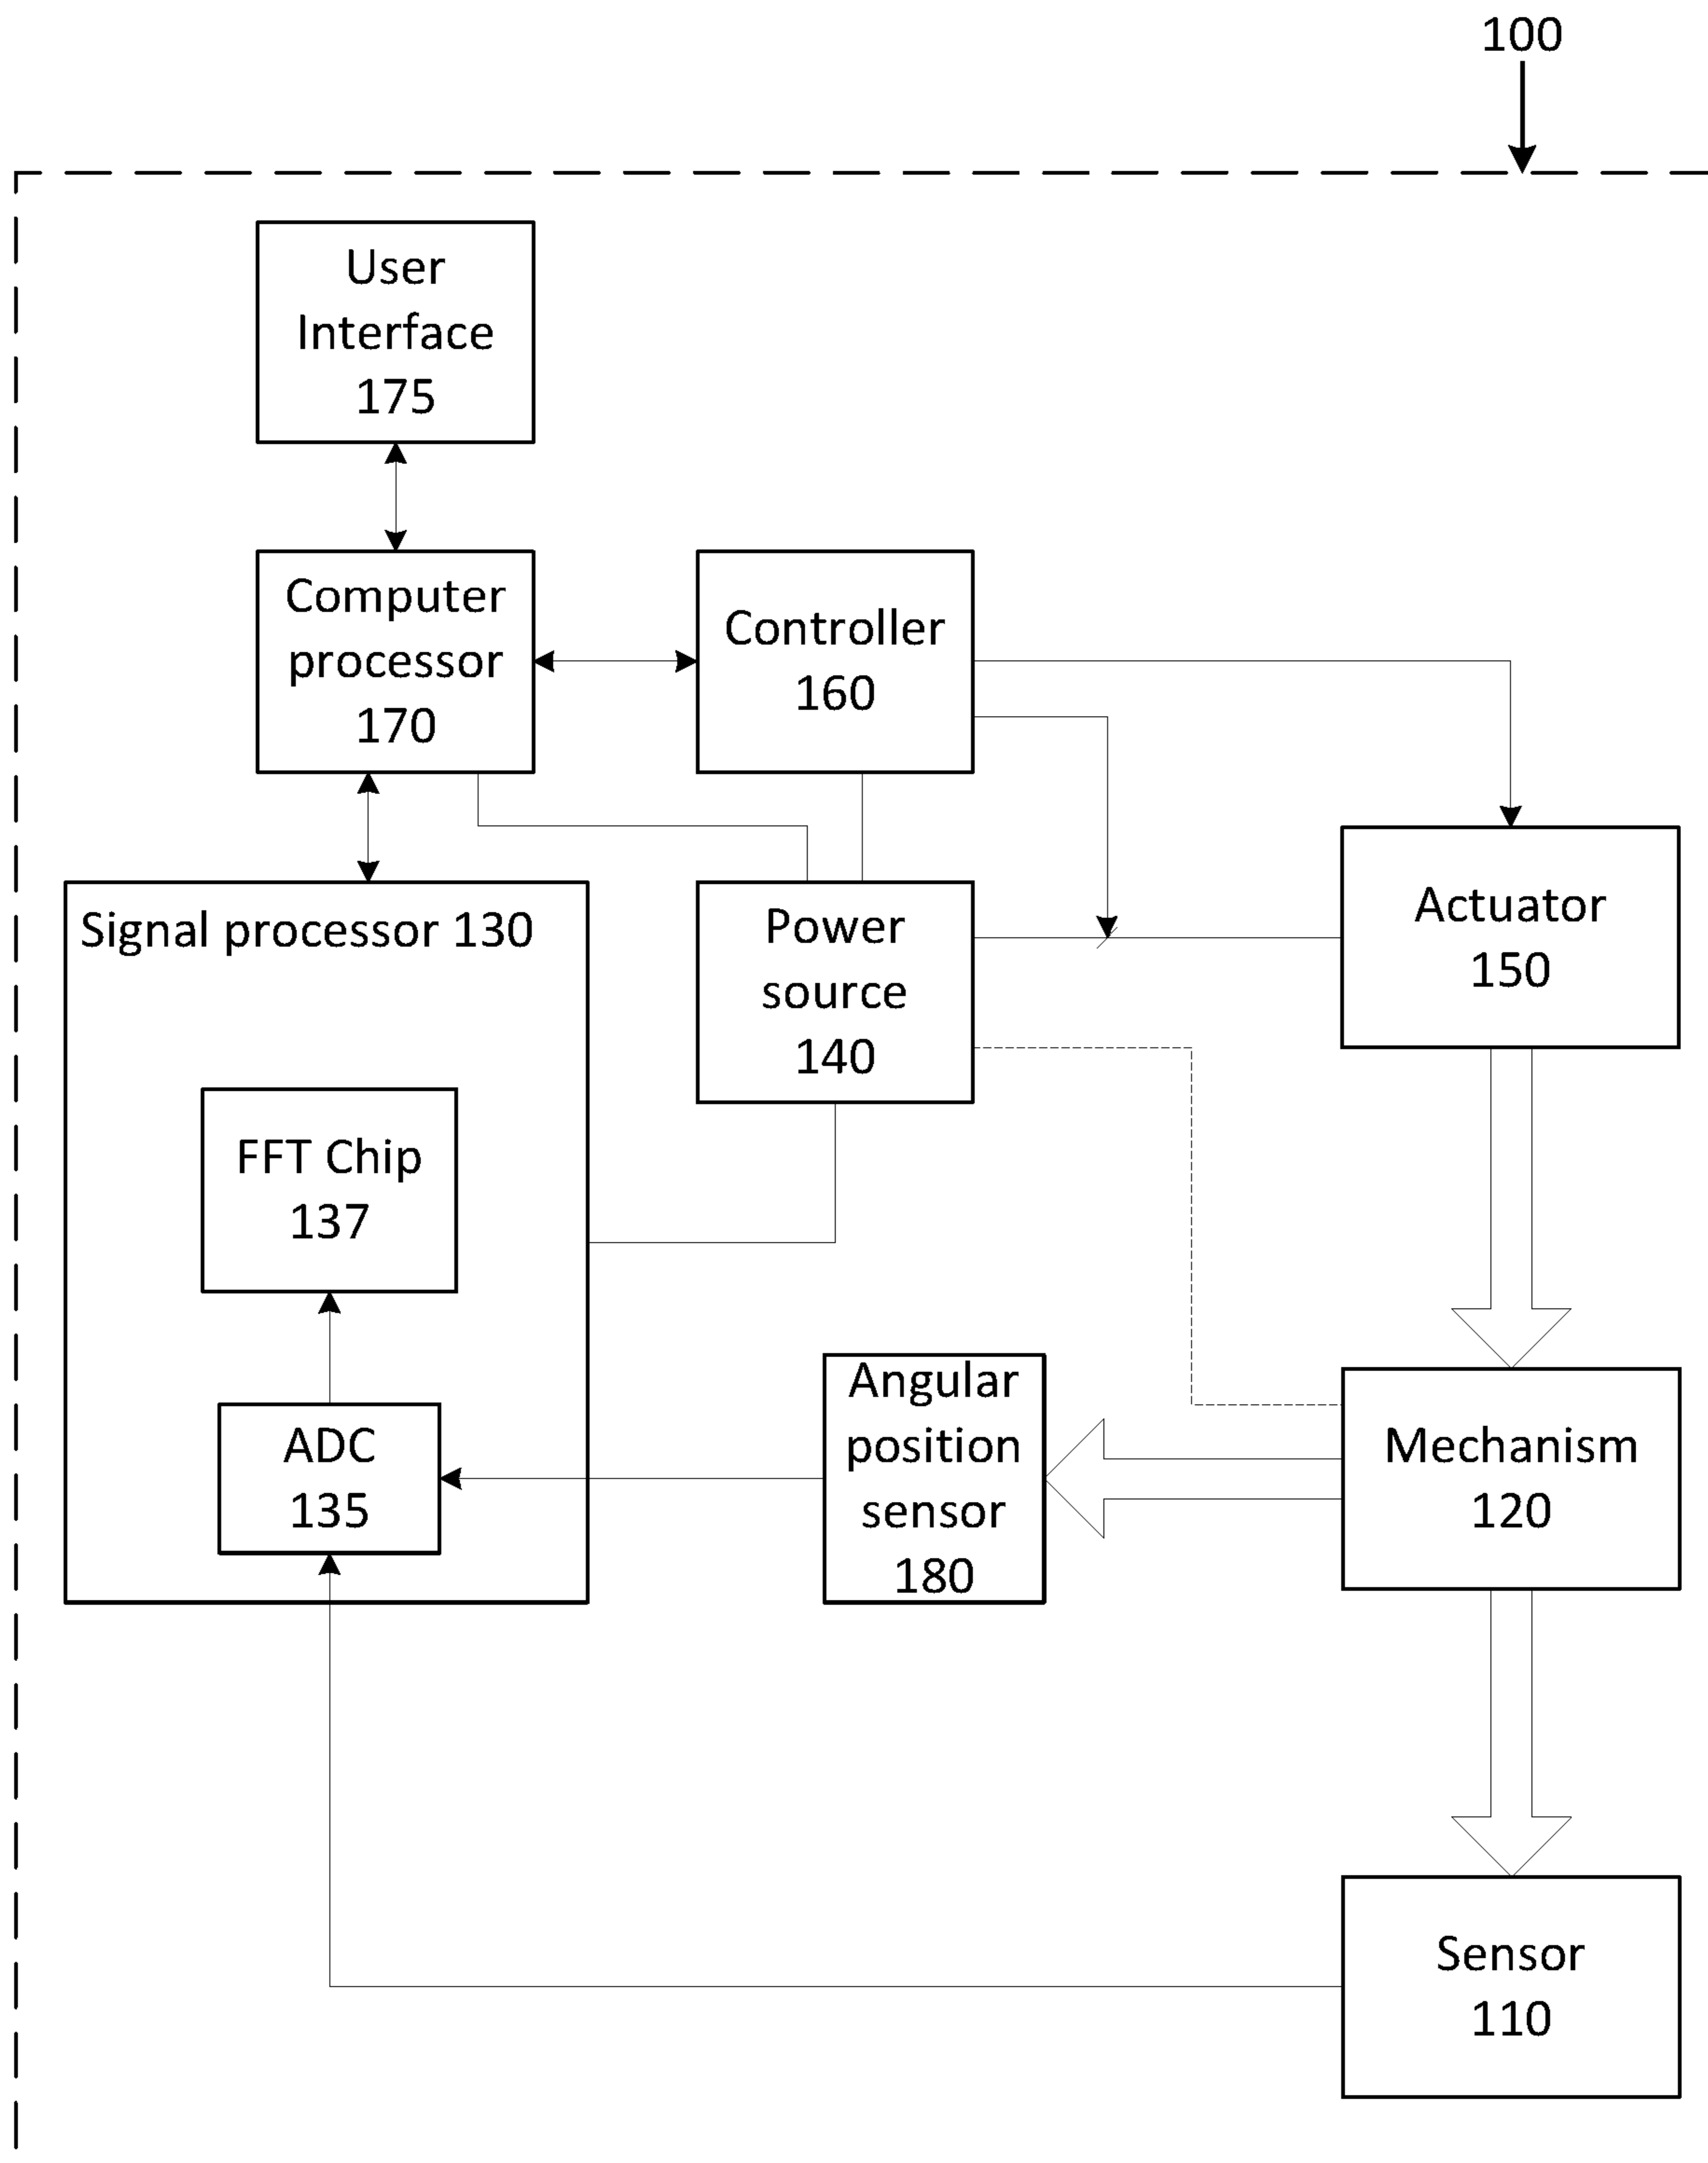 100
User
Interface
175
Computer
processor
170
Controller
160
Signal processor 130
Power
source
140
Actuator
150
FFT Chip
137
ADC
135
Angular
position
sensor
180
Mechanism
120
Sensor
110